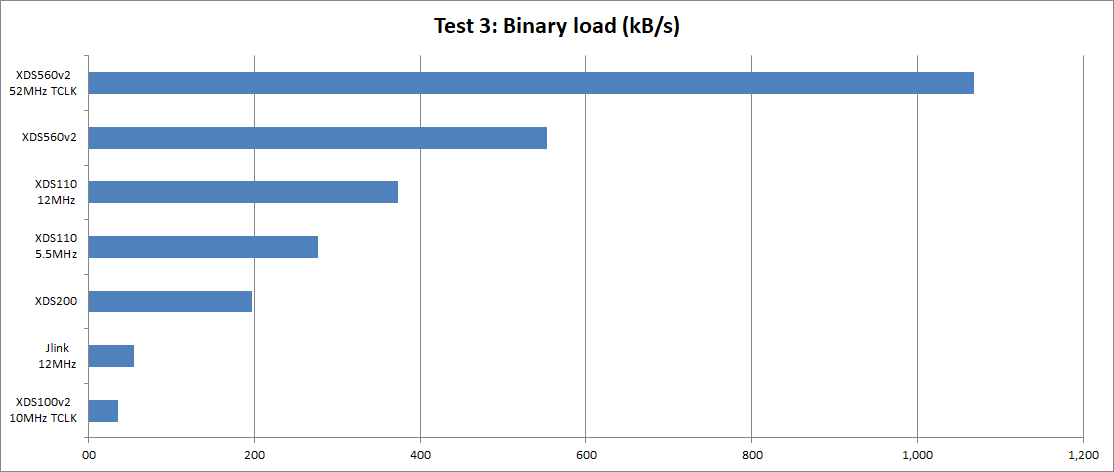 Test 3: Binary load (kB/s)
XDS560v2
52MHz TCLK
XDS560v2
XDS110
12MHz
XDS110
5.5MHz
XDS200
Jlink
12MHz
XDS100v2
10MHz TCLK
00 200 400 600 800 1,000 1,200